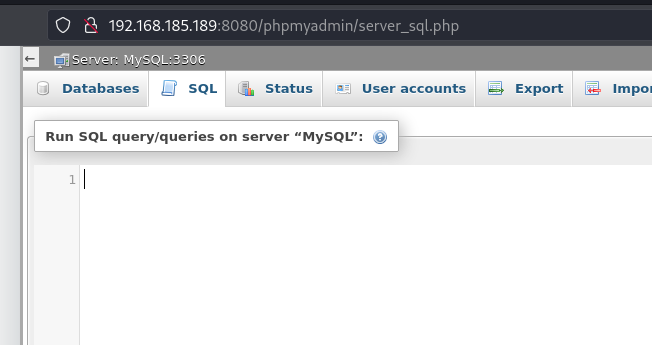 192.168.185.189:8080/phpmyadmin/server_sql.php
Server: MySQL:3306
Databases SQL Status User accounts Export Impor
Run SQL query/queries on server “MySQL”:
1